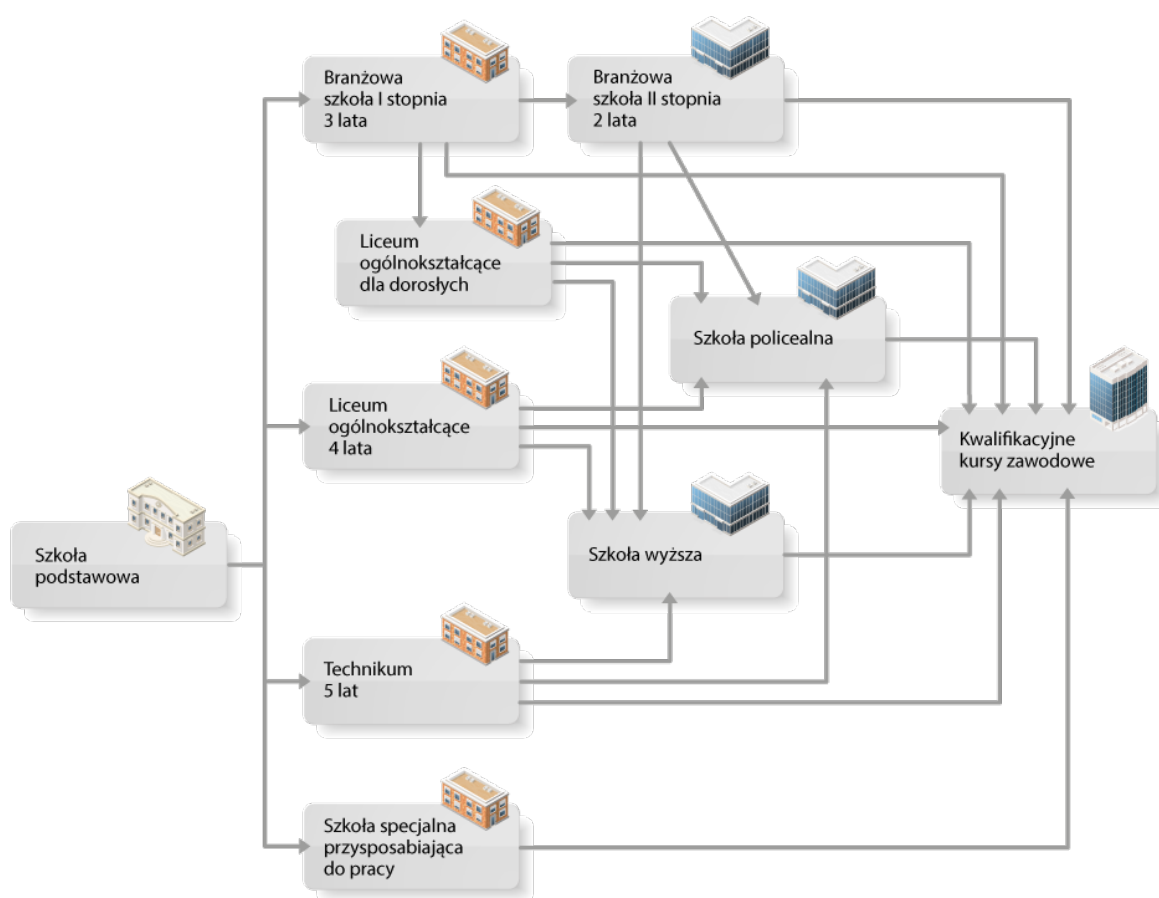 Branżowa
szkoła I stopnia
3 lata
Branżowa
szkoła II stopnia
2 lata
Liceum
ogólnokształcące
dla dorosłych
Szkoła policealna
Liceum
ogólnokształcące
4 lata
Kwalifikacyjne
kursy zawodowe
Szkoła
podstawowa
Szkoła wyższa
Technikum
5 lat
Szkoła specjalna
przysposabiająca
do pracy